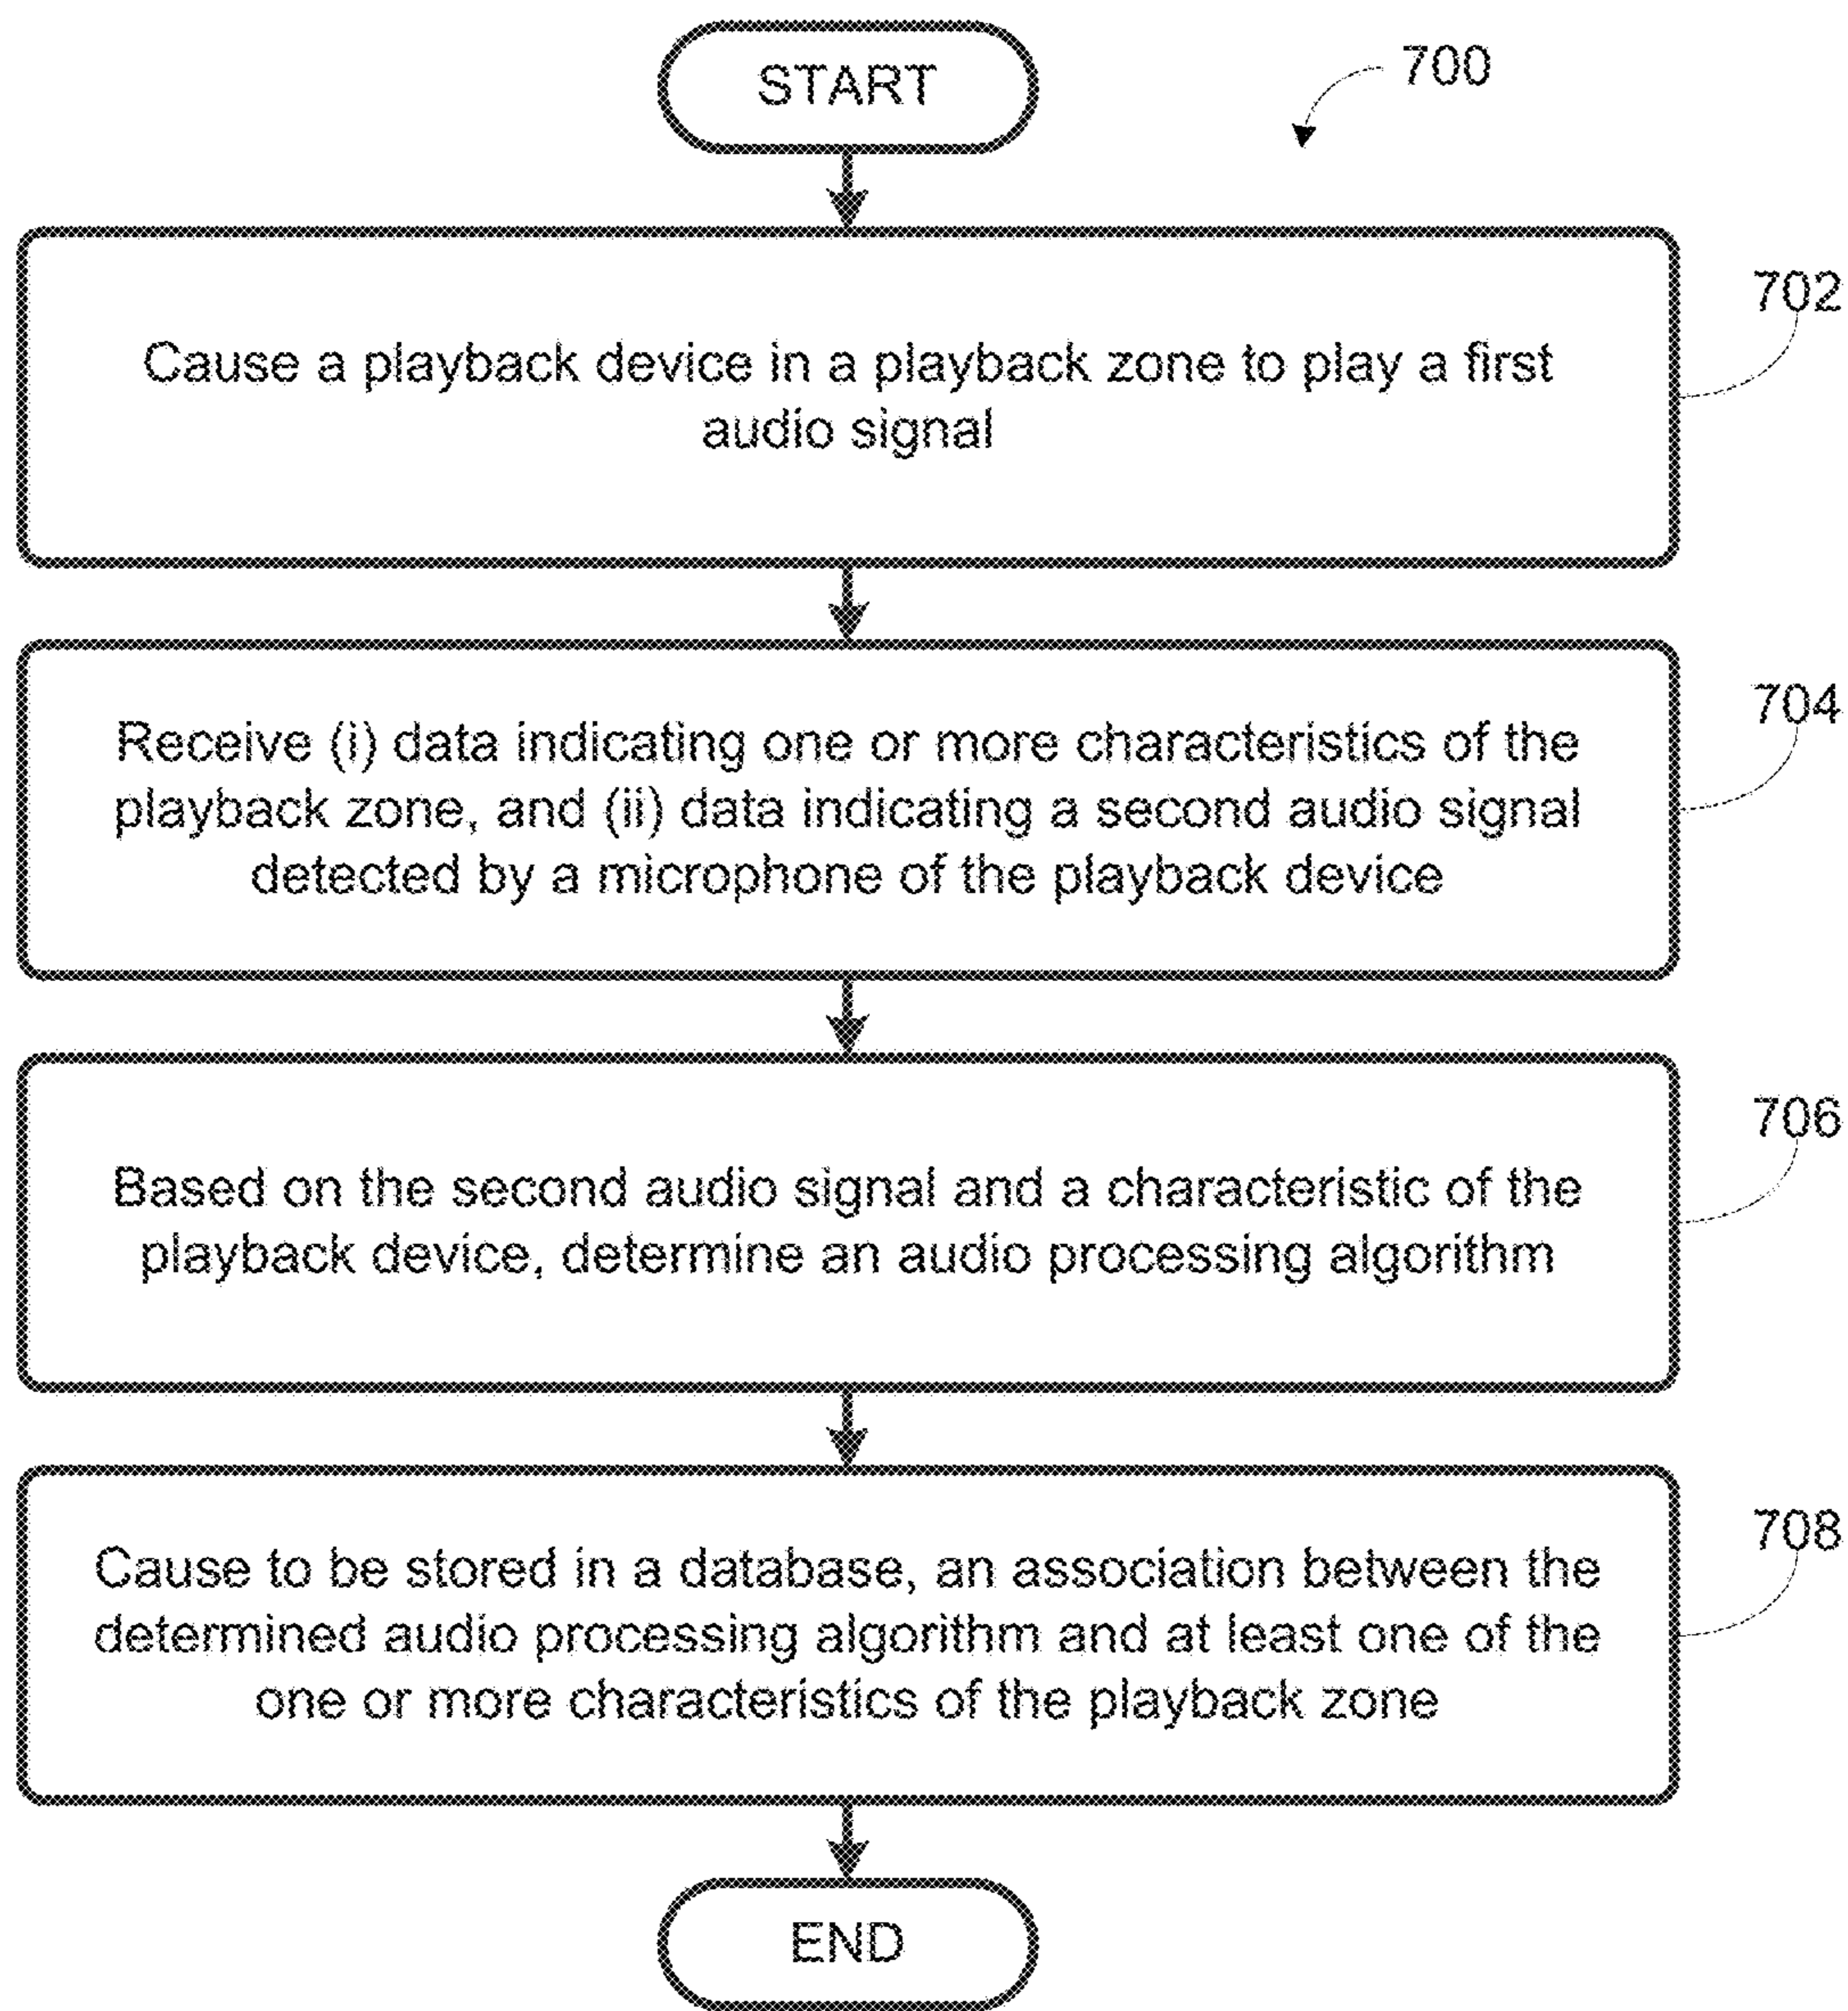 START
700
702
Cause a playback device in a playback zone to play a first
audio signal
704
Receive (i) data indicating one or more characteristics of the
playback zone, and (ii) data indicating a second audio signal
detected by a microphone of the playback device
706
Based on the second audio signal and a characteristic of the
playback device, determine an audio processing algorithm
708
Cause to be stored in a database, an association between the
determined audio processing algorithm and at least one of the
one or more characteristics of the playback zone
END